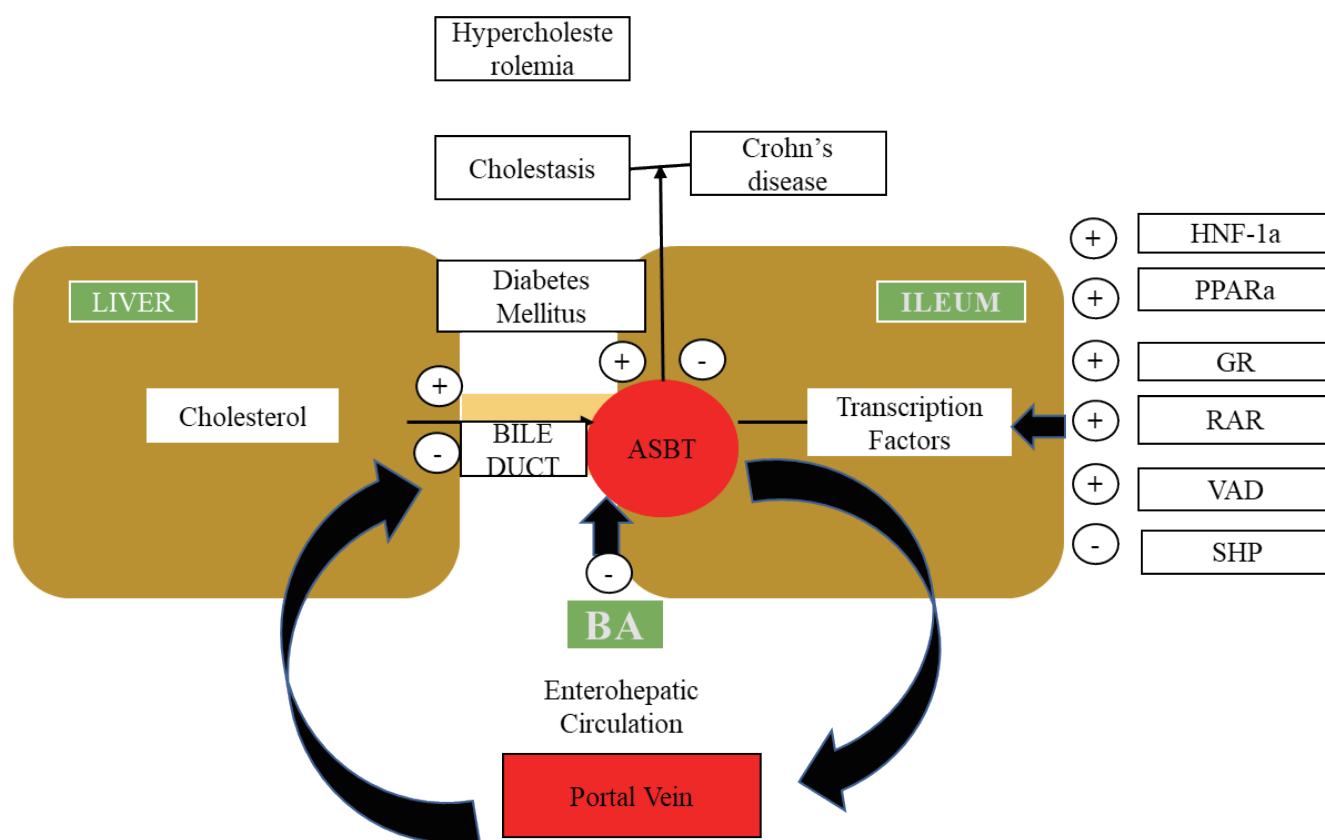 Hypercholeste
rolemia
Cholestasis
Crohn's
disease
+
HNF-1a
LIVER
Diabetes
Mellitus
ILEUM
+
PPARa
+
-
+
GR
+
Cholesterol
Transcription
Factors
+
RAR
-
BILE
DUCT
ASBT
+
VAD
-
SHP
-
BA
Enterohepatic
Circulation
Portal Vein